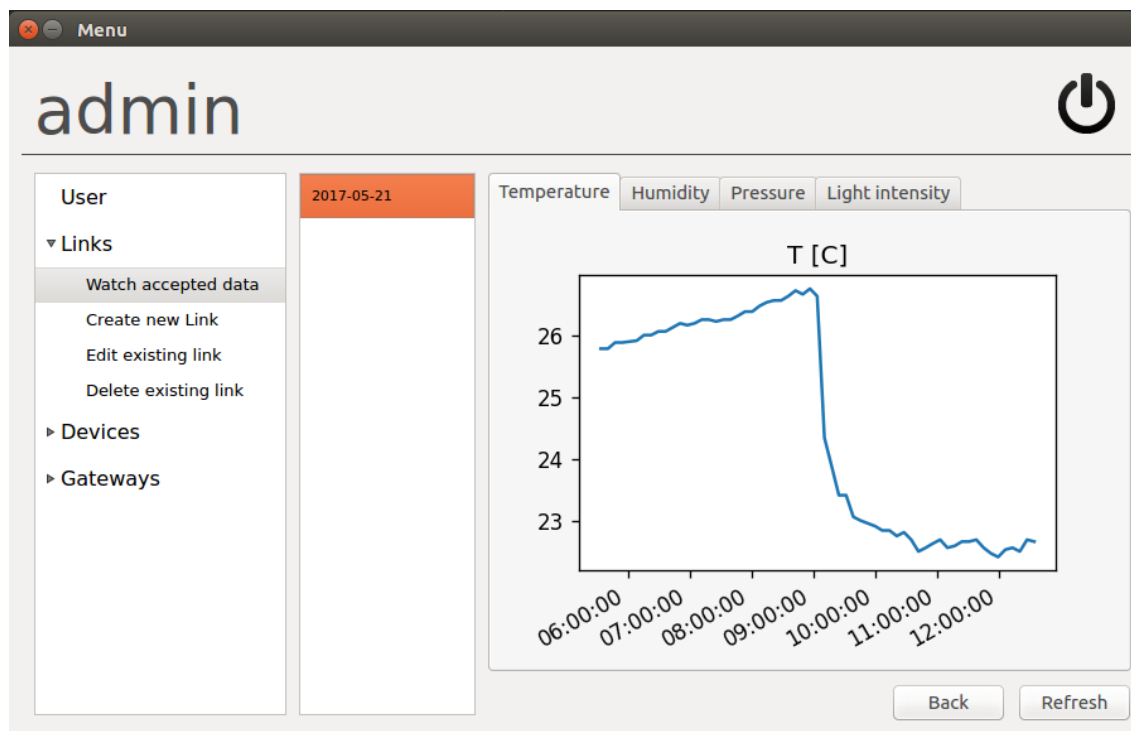 Menu
admin
User
Links
Watch accepted data
Create new Link
Edit existing link
Delete existing link
Devices
Gateways
2017-05-21
Temperature Humidity Pressure Light intensity
T [C]
26
25
24
23
06:00:00 07:00:00 08:00:00 09:00:00 10:00:00 11:00:00 12:00:00
Back Refresh